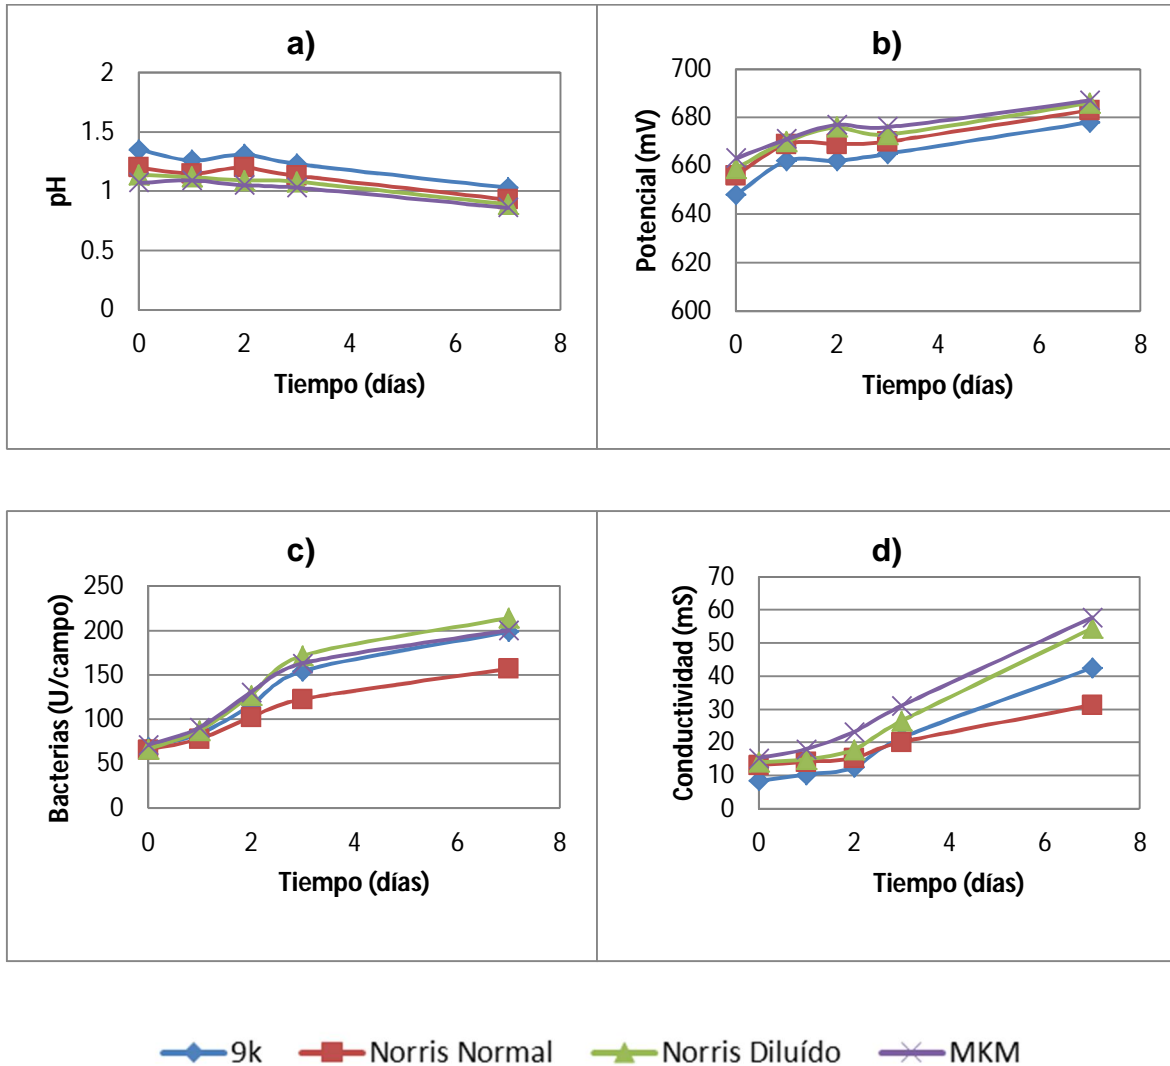 a)
2
1.5
1
0.5
0
pH
0 2 4 6 8
Tiempo (días)
b)
700
680
660
640
620
600
Potencial (mV)
0 2 4 6 8
Tiempo (días)
c)
250
200
150
100
50
0
Bacterias (U/campo)
0 2 4 6 8
Tiempo (días)
d)
70
60
50
40
30
20
10
0
Conductividad (mS)
0 2 4 6 8
Tiempo (días)
9k Norris Normal Norris Diluído MKM